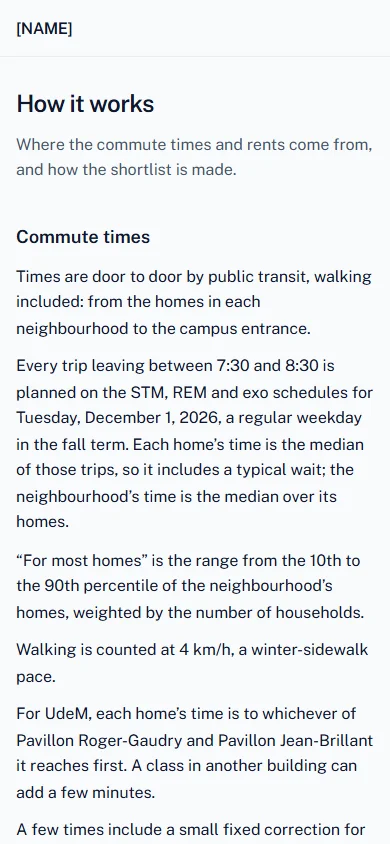 [NAME]
How it works
Where the commute times and rents come from,
and how the shortlist is made.
Commute times
Times are door to door by public transit, walking
included: from the homes in each
neighbourhood to the campus entrance.
Every trip leaving between 7:30 and 8:30 is
planned on the STM, REM and exo schedules for
Tuesday, December 1, 2026, a regular weekday
in the fall term. Each home’s time is the median
of those trips, so it includes a typical wait; the
neighbourhood’s time is the median over its
homes.
“For most homes” is the range from the 10th to
the 90th percentile of the neighbourhood’s
homes, weighted by the number of households.
Walking is counted at 4 km/h, a winter-sidewalk
pace.
For UdeM, each home’s time is to whichever of
Pavillon Roger-Gaudry and Pavillon Jean-Brillant
it reaches first. A class in another building can
add a few minutes.
A few times include a small fixed correction for